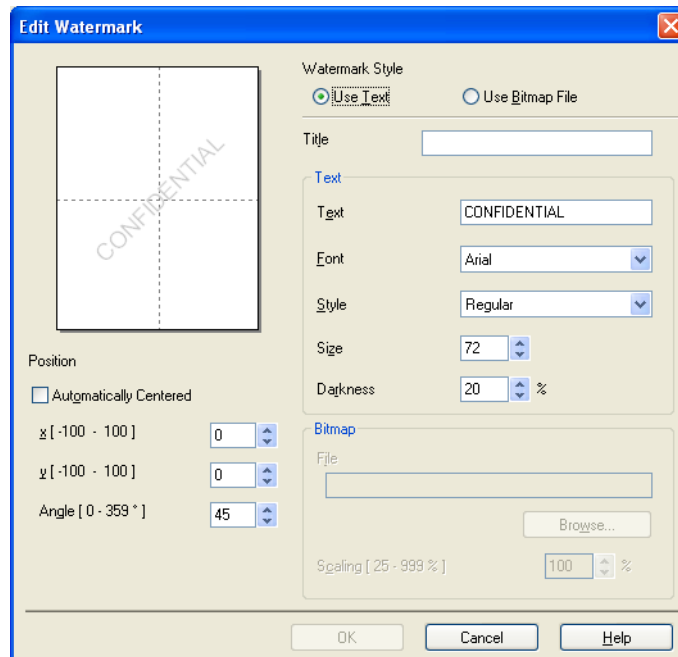 Edit Watermark
CONFIDENTIAL
Watermark Style
Use Text
Use Bitmap File
Title
Text
Text
CONFIDENTIAL
Font
Arial
Style
Regular
Size
72
Darkness
20
%
Position
Automatically Centered
x [ -100 - 100 ]
0
y [ -100 - 100 ]
0
Angle [ 0 - 359 ° ]
45
Bitmap
File
Browse...
Scaling [ 25 - 999 % ]
100
%
OK
Cancel
Help